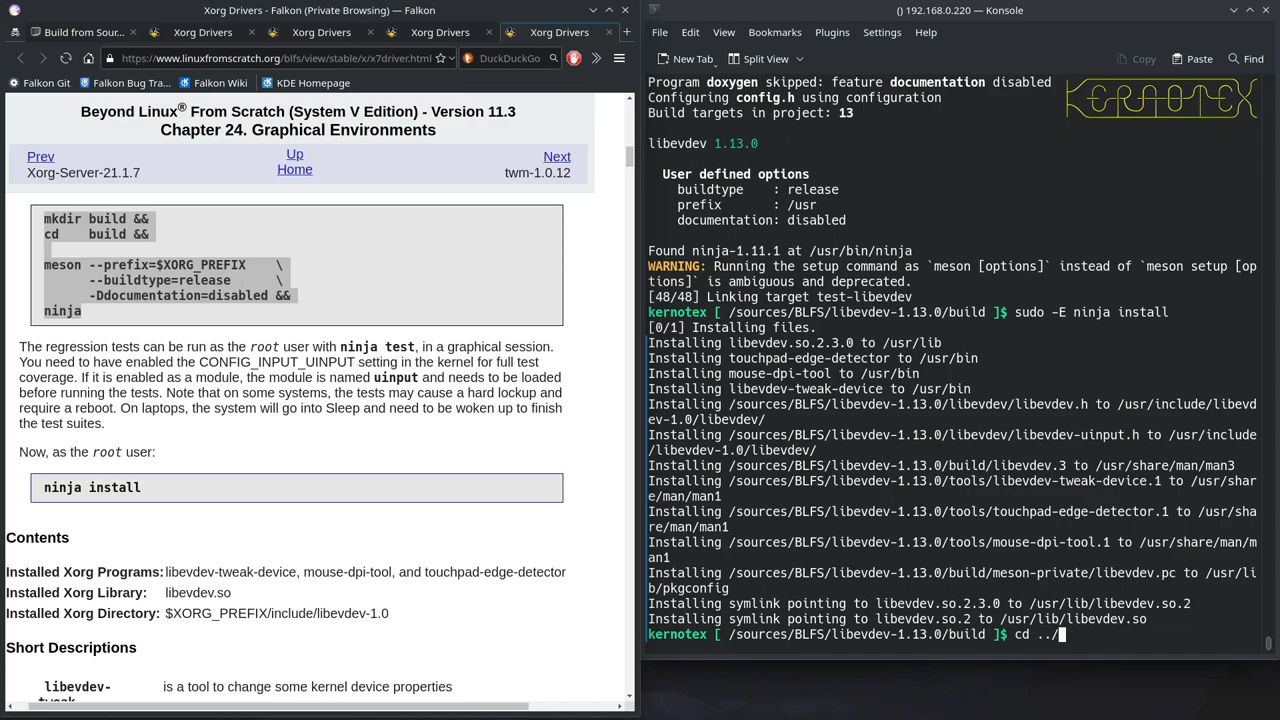 Xorg Drivers - Falkon (Private Browsing) — Falkon
Build from Sour...
Xorg Drivers
Xorg Drivers
Xorg Drivers
Xorg Drivers
https://www.linuxfromscratch.org/blfs/view/stable/x/x7driver.html
DuckDuckGo
Falkon Git
Falkon Bug Tra...
Falkon Wiki
KDE Homepage
Beyond Linux® From Scratch (System V Edition) - Version 11.3
Chapter 24. Graphical Environments
Prev
Up
Next
Xorg-Server-21.1.7
Home
twm-1.0.12
mkdir build &&
cd    build &&
meson --prefix=$XORG_PREFIX    \
--buildtype=release      \
-Ddocumentation=disabled &&
ninja
The regression tests can be run as the root user with ninja test, in a graphical session.
You need to have enabled the CONFIG_INPUT_UINPUT setting in the kernel for full test
coverage. If it is enabled as a module, the module is named uinput and needs to be loaded
before running the tests. Note that on some systems, the tests may cause a hard lockup and
require a reboot. On laptops, the system will go into Sleep and need to be woken up to finish
the test suites.
Now, as the root user:
ninja install
Contents
Installed Xorg Programs: libevdev-tweak-device, mouse-dpi-tool, and touchpad-edge-detector
Installed Xorg Library: libevdev.so
Installed Xorg Directory: $XORG_PREFIX/include/libevdev-1.0
Short Descriptions
libevdev- is a tool to change some kernel device properties
tweak-
() 192.168.0.220 — Konsole
File Edit View Bookmarks Plugins Settings Help
New Tab Split View Copy Paste Find
KERNOTEX
Program doxygen skipped: feature documentation disabled
Configuring config.h using configuration
Build targets in project: 13
libevdev 1.13.0
User defined options
buildtype    : release
prefix       : /usr
documentation: disabled
Found ninja-1.11.1 at /usr/bin/ninja
WARNING: Running the setup command as `meson [options]` instead of `meson setup [op
tions]` is ambiguous and deprecated.
[48/48] Linking target test-libevdev
kernotex [ /sources/BLFS/libevdev-1.13.0/build ]$ sudo -E ninja install
[0/1] Installing files.
Installing libevdev.so.2.3.0 to /usr/lib
Installing touchpad-edge-detector to /usr/bin
Installing mouse-dpi-tool to /usr/bin
Installing libevdev-tweak-device to /usr/bin
Installing /sources/BLFS/libevdev-1.13.0/libevdev/libevdev.h to /usr/include/libevd
ev-1.0/libevdev/
Installing /sources/BLFS/libevdev-1.13.0/libevdev/libevdev-uinput.h to /usr/include
/libevdev-1.0/libevdev/
Installing /sources/BLFS/libevdev-1.13.0/build/libevdev.3 to /usr/share/man/man3
Installing /sources/BLFS/libevdev-1.13.0/tools/libevdev-tweak-device.1 to /usr/shar
e/man/man1
Installing /sources/BLFS/libevdev-1.13.0/tools/touchpad-edge-detector.1 to /usr/sha
re/man/man1
Installing /sources/BLFS/libevdev-1.13.0/tools/mouse-dpi-tool.1 to /usr/share/man/m
an1
Installing /sources/BLFS/libevdev-1.13.0/build/meson-private/libevdev.pc to /usr/li
b/pkgconfig
Installing symlink pointing to libevdev.so.2.3.0 to /usr/lib/libevdev.so.2
Installing symlink pointing to libevdev.so.2 to /usr/lib/libevdev.so
kernotex [ /sources/BLFS/libevdev-1.13.0/build ]$ cd ../